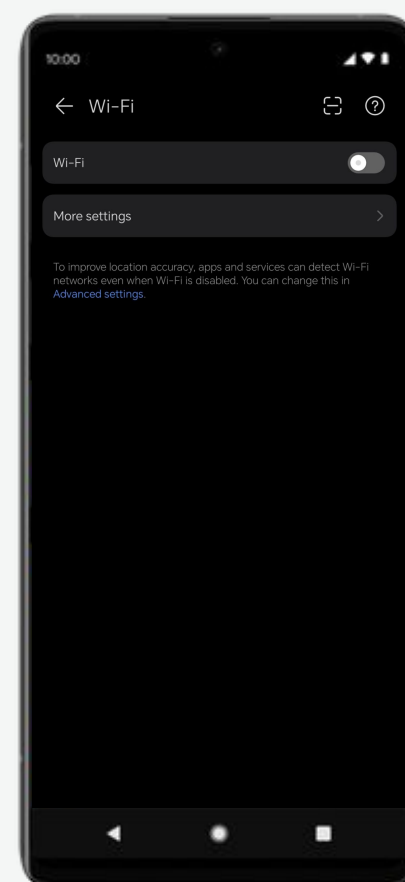 10:00
Wi-Fi
Wi-Fi
More settings
To improve location accuracy, apps and services can detect Wi-Fi
networks even when Wi-Fi is disabled. You can change this in
Advanced settings.